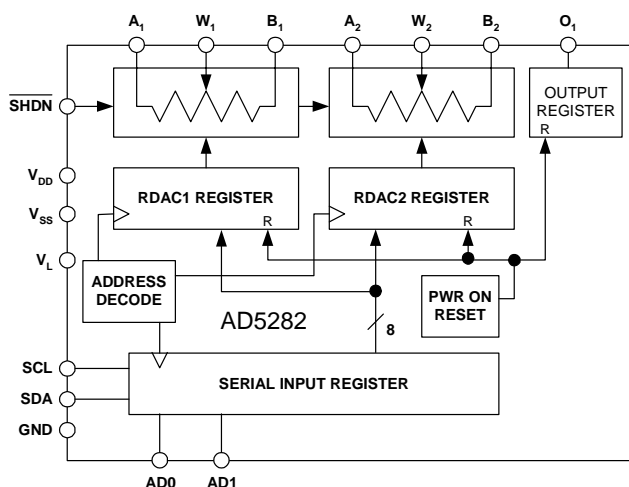 A1 W1 B1 A2 W2 B2 O1
SHDN
OUTPUT
REGISTER
R
VDD
RDAC1 REGISTER
RDAC2 REGISTER
VSS
R
R
VL
ADDRESS
DECODE
PWR ON
RESET
AD5282
8
SCL
SERIAL INPUT REGISTER
SDA
GND
AD0
AD1